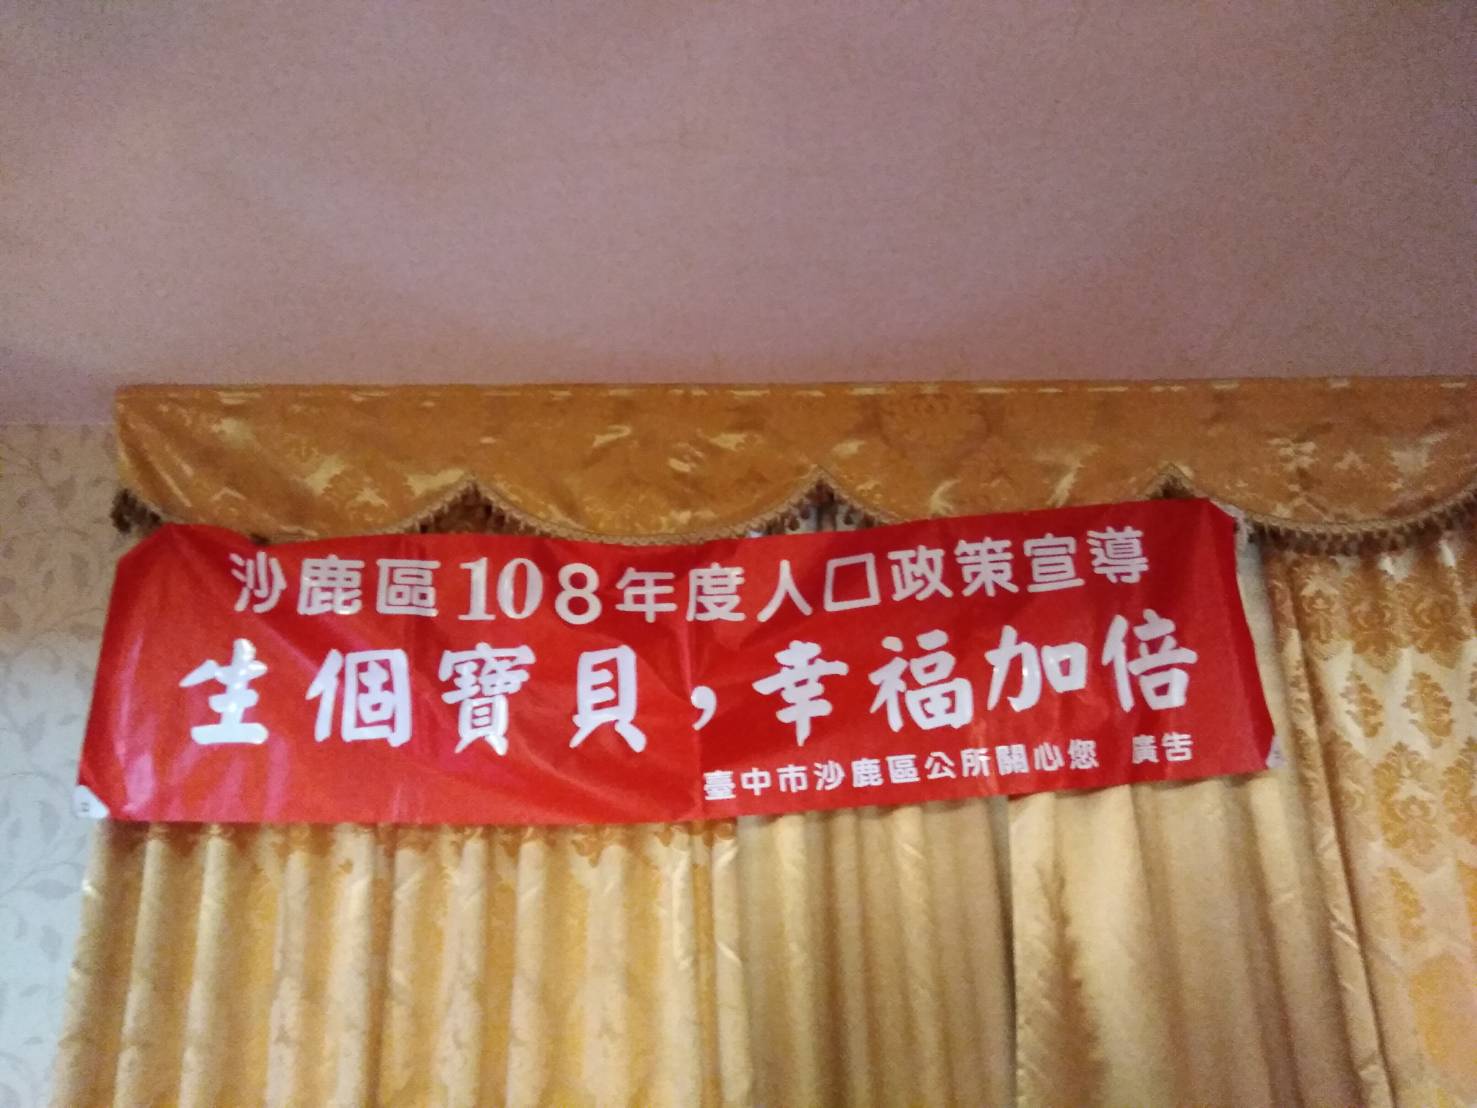 沙鹿區108年度人口政策宣導
生個寶貝，幸福加倍
臺中市沙鹿區公所關心您　廣告